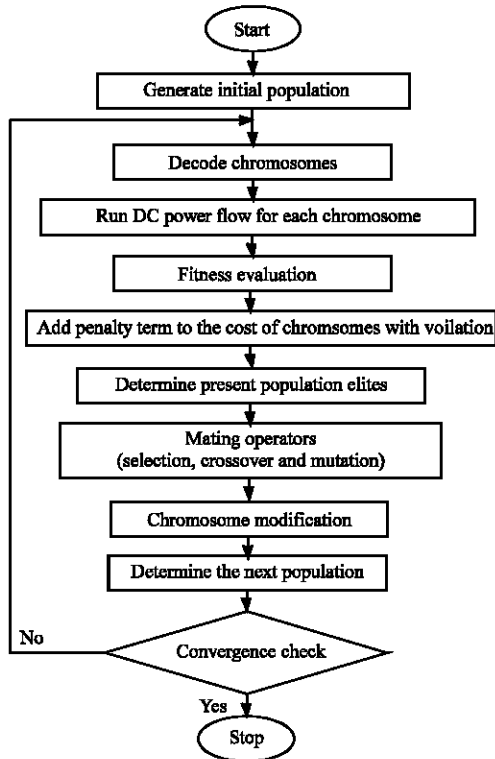 Start
Generate initial population
Decode chromosomes
Run DC power flow for each chromosome
Fitness evaluation
Add penalty term to the cost of chromsomes with voilation
Determine present population elites
Mating operators
(selection, crossover and mutation)
Chromosome modification
Determine the next population
No
Convergence check
Yes
Stop